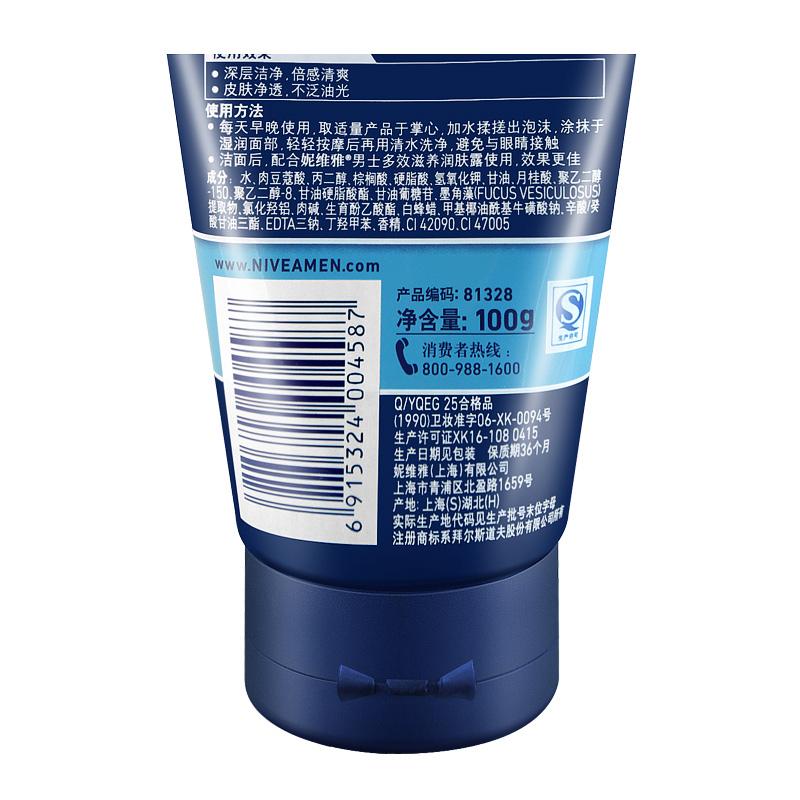 使用效果
• 深层洁净,倍感清爽
• 皮肤净透,不泛油光
使用方法
• 每天早晚使用,取适量产品于掌心,加水揉搓出泡沫,涂抹于
湿润面部,轻轻按摩后再用清水洗净,避免与眼睛接触
• 洁面后,配合妮维雅®男士多效滋养润肤露使用,效果更佳
成分: 水,肉豆蔻酸,丙二醇,棕榈酸,硬脂酸,氢氧化钾,甘油,月桂酸,聚乙二醇
-150,聚乙二醇-8,甘油硬脂酸酯,甘油葡糖苷,墨角藻(FUCUS VESICULOSUS)
提取物,氯化羟铝,肉碱,生育酚乙酸酯,白蜂蜡,甲基椰油酰基牛磺酸钠,辛酸/癸
酸甘油三酯,EDTA三钠,丁羟甲苯,香精,CI 42090,CI 47005
www.NIVEAMEN.com
产品编码: 81328
净含量: 100g
消费者热线:
800-988-1600
生产许可
6 915324 004587
Q/YQEG 25合格品
(1990)卫妆准字06-XK-0094号
生产许可证XK16-108 0415
生产日期见包装 保质期36个月
妮维雅(上海)有限公司
上海市青浦区北盈路1659号
产地: 上海(S)湖北(H)
实际生产地代码见生产批号末位字母
注册商标系拜尔斯道夫股份有限公司所有